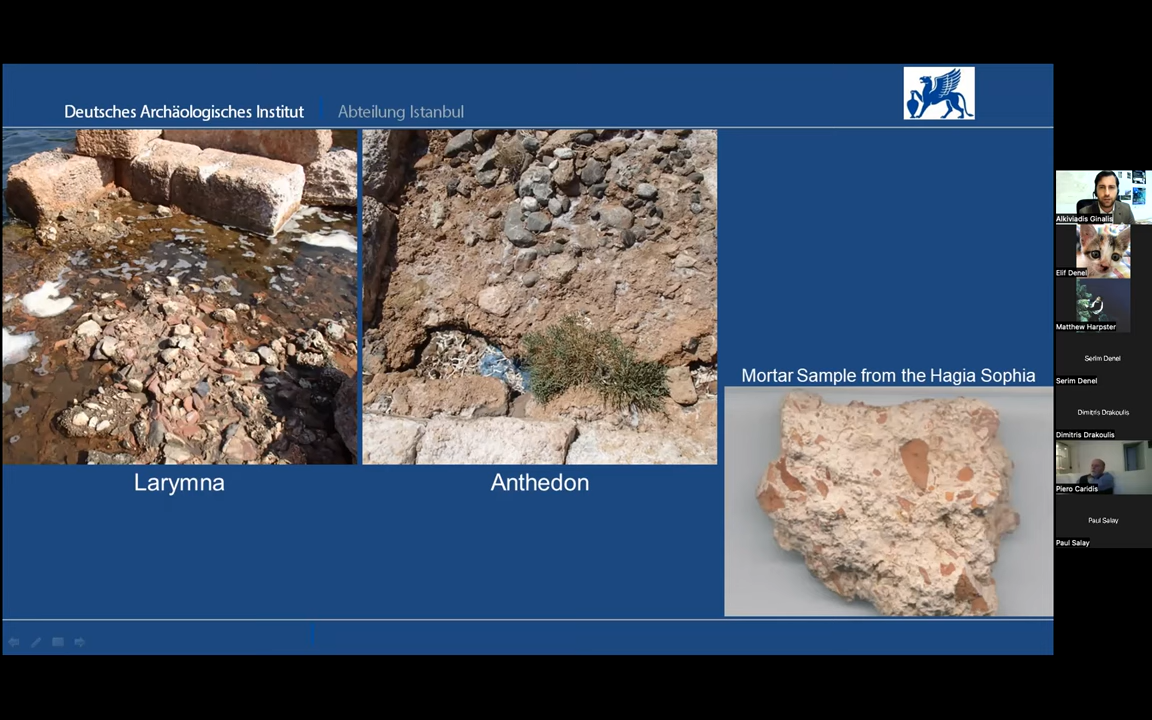 Deutsches Archäologisches Institut
Abteilung Istanbul
Larymna
Anthedon
Mortar Sample from the Hagia Sophia
Alkiviadis Ginalis
Elif Denel
Matthew Harpster
Serim Denel
Serim Denel
Dimitris Drakoulis
Dimitris Drakoulis
Piero Caridis
Paul Salay
Paul Salay